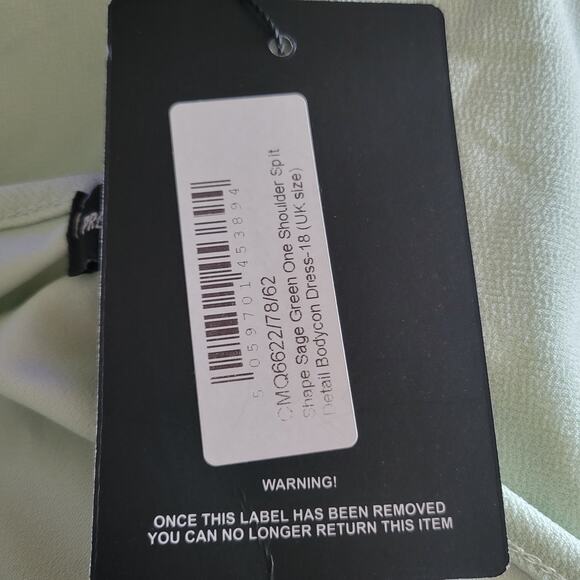 5 059701 453894
CMQ6622/78/62
Shape Sage Green One Shoulder Split
Detail Bodycon Dress-18 (UK size)
WARNING!
ONCE THIS LABEL HAS BEEN REMOVED
YOU CAN NO LONGER RETURN THIS ITEM